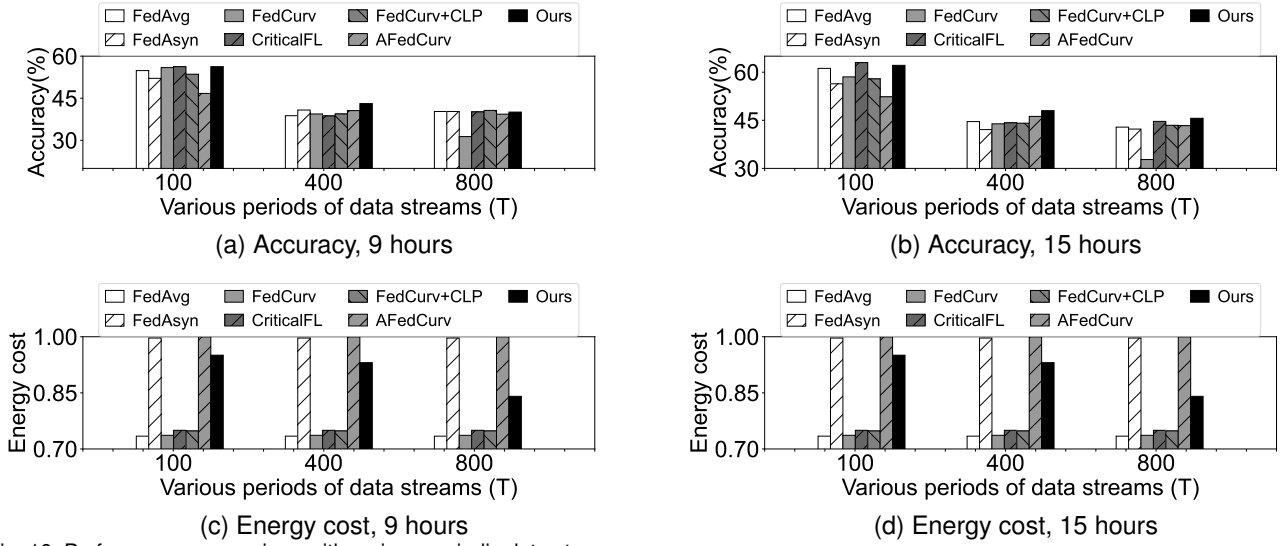 FedAvg FedCurv FedCurv+CLP Ours
FedAsyn CriticalFL AFedCurv
Accuracy(%)
60
45
30
100 400 800
Various periods of data streams (T)
(a) Accuracy, 9 hours
FedAvg FedCurv FedCurv+CLP Ours
FedAsyn CriticalFL AFedCurv
Accuracy(%)
60
45
30
100 400 800
Various periods of data streams (T)
(b) Accuracy, 15 hours
FedAvg FedCurv FedCurv+CLP Ours
FedAsyn CriticalFL AFedCurv
Energy cost
1.00
0.85
0.70
100 400 800
Various periods of data streams (T)
(c) Energy cost, 9 hours
FedAvg FedCurv FedCurv+CLP Ours
FedAsyn CriticalFL AFedCurv
Energy cost
1.00
0.85
0.70
100 400 800
Various periods of data streams (T)
(d) Energy cost, 15 hours